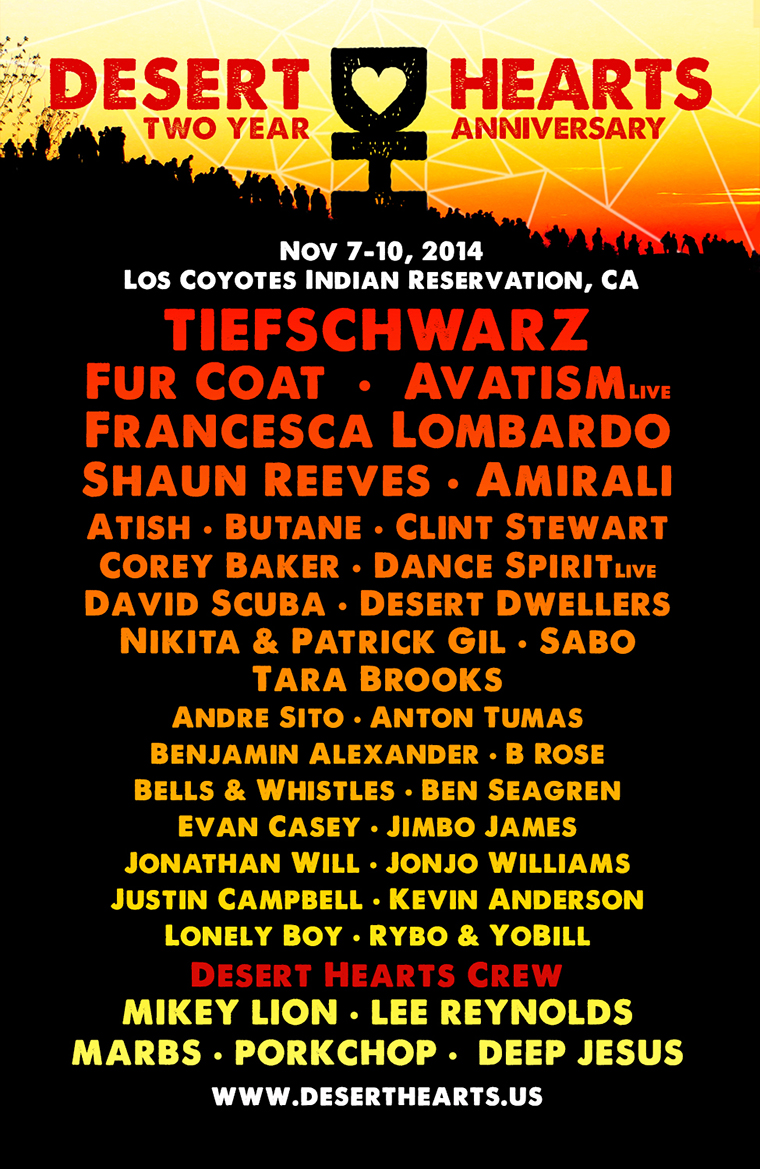 DESERT HEARTS
TWO YEAR ANNIVERSARY
NOV 7-10, 2014
LOS COYOTES INDIAN RESERVATION, CA
TIEFSCHWARZ
FUR COAT • AVATISM LIVE
FRANCESCA LOMBARDO
SHAUN REEVES • AMIRALI
ATISH • BUTANE • CLINT STEWART
COREY BAKER • DANCE SPIRIT LIVE
DAVID SCUBA • DESERT DWELLERS
NIKITA & PATRICK GIL • SABO
TARA BROOKS
ANDRE SITO • ANTON TUMAS
BENJAMIN ALEXANDER • B ROSE
BELLS & WHISTLES • BEN SEAGREN
EVAN CASEY • JIMBO JAMES
JONATHAN WILL • JONJO WILLIAMS
JUSTIN CAMPBELL • KEVIN ANDERSON
LONELY BOY • RYBO & YOBILL
DESERT HEARTS CREW
MIKEY LION • LEE REYNOLDS
MARBS • PORKCHOP • DEEP JESUS
WWW.DESERTHEARTS.US